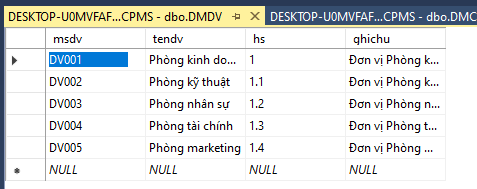 DESKTOP-U0MVFAF...CPMS - dbo.DMDV DESKTOP-U0MVFAF...CPMS - dbo.DMC
msdv tendv hs ghichu
DV001 Phòng kinh do... 1 Đơn vị Phòng k...
DV002 Phòng kỹ thuật 1.1 Đơn vị Phòng k...
DV003 Phòng nhân sự 1.2 Đơn vị Phòng n...
DV004 Phòng tài chính 1.3 Đơn vị Phòng t...
DV005 Phòng marketing 1.4 Đơn vị Phòng ...
NULL NULL NULL NULL